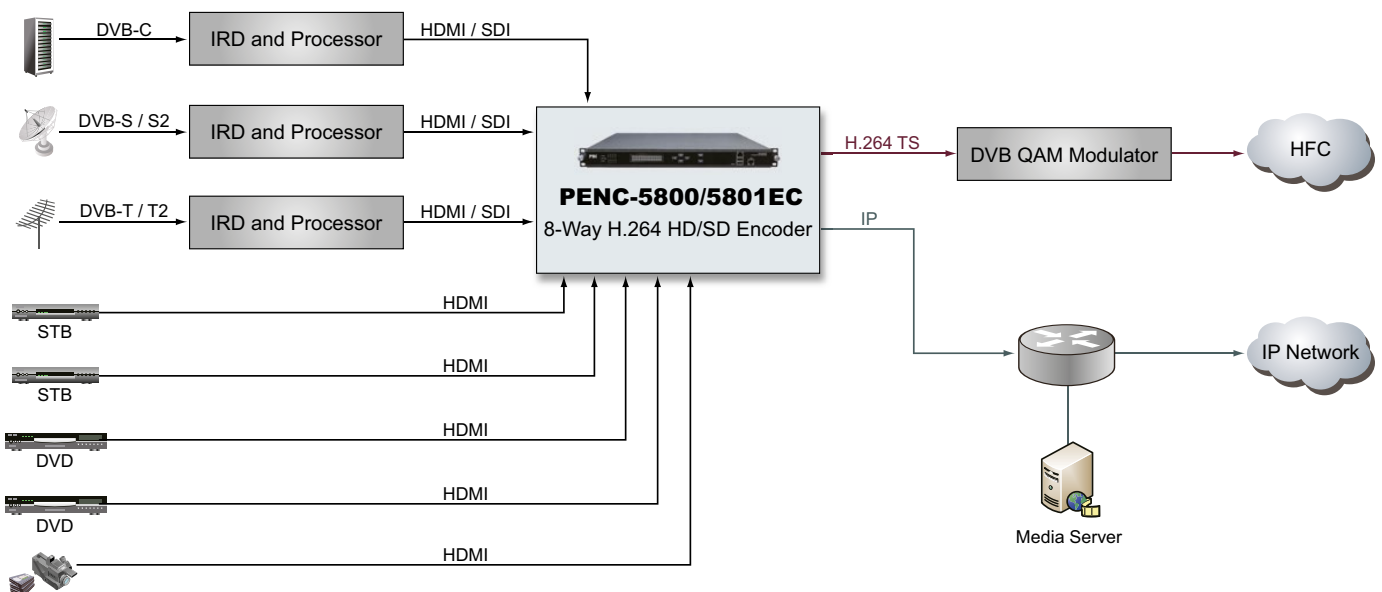 DVB-C
IRD and Processor
HDMI / SDI
DVB-S / S2
IRD and Processor
HDMI / SDI
DVB-T / T2
IRD and Processor
HDMI / SDI
PENC-5800/5801EC
8-Way H.264 HD/SD Encoder
H.264 TS
DVB QAM Modulator
HFC
IP
IP Network
Media Server
HDMI
STB
HDMI
STB
HDMI
DVD
HDMI
DVD
HDMI